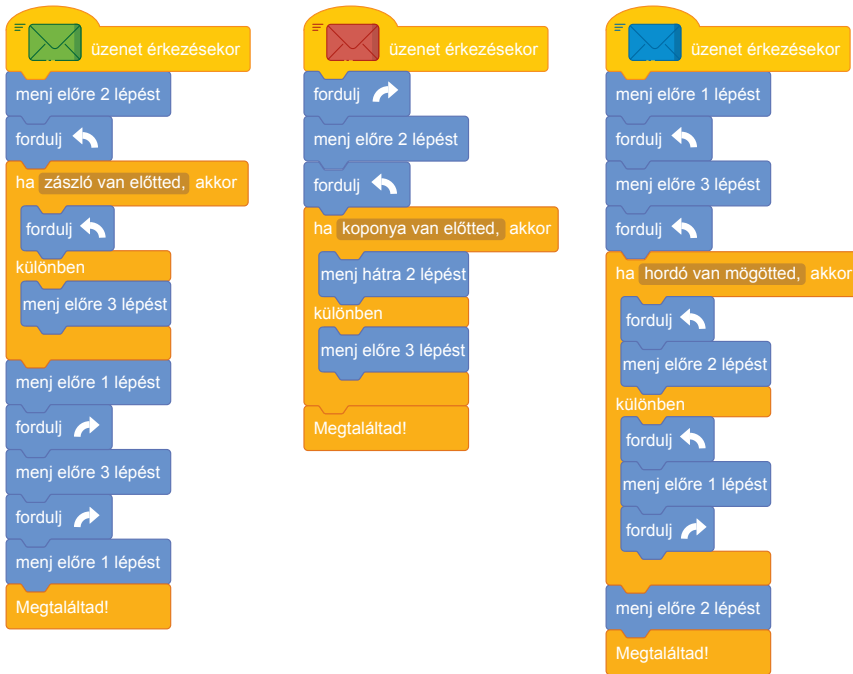 üzenet érkezésekor
menj előre 2 lépést
fordulj
ha zászló van előtted, akkor
fordulj
különben
menj előre 3 lépést
menj előre 1 lépést
fordulj
menj előre 3 lépést
fordulj
menj előre 1 lépést
Megtaláltad!
üzenet érkezésekor
fordulj
menj előre 2 lépést
fordulj
ha koponya van előtted, akkor
menj hátra 2 lépést
különben
menj előre 3 lépést
Megtaláltad!
üzenet érkezésekor
menj előre 1 lépést
fordulj
menj előre 3 lépést
fordulj
ha hordó van mögötted, akkor
fordulj
menj előre 2 lépést
különben
fordulj
menj előre 1 lépést
fordulj
menj előre 2 lépést
Megtaláltad!